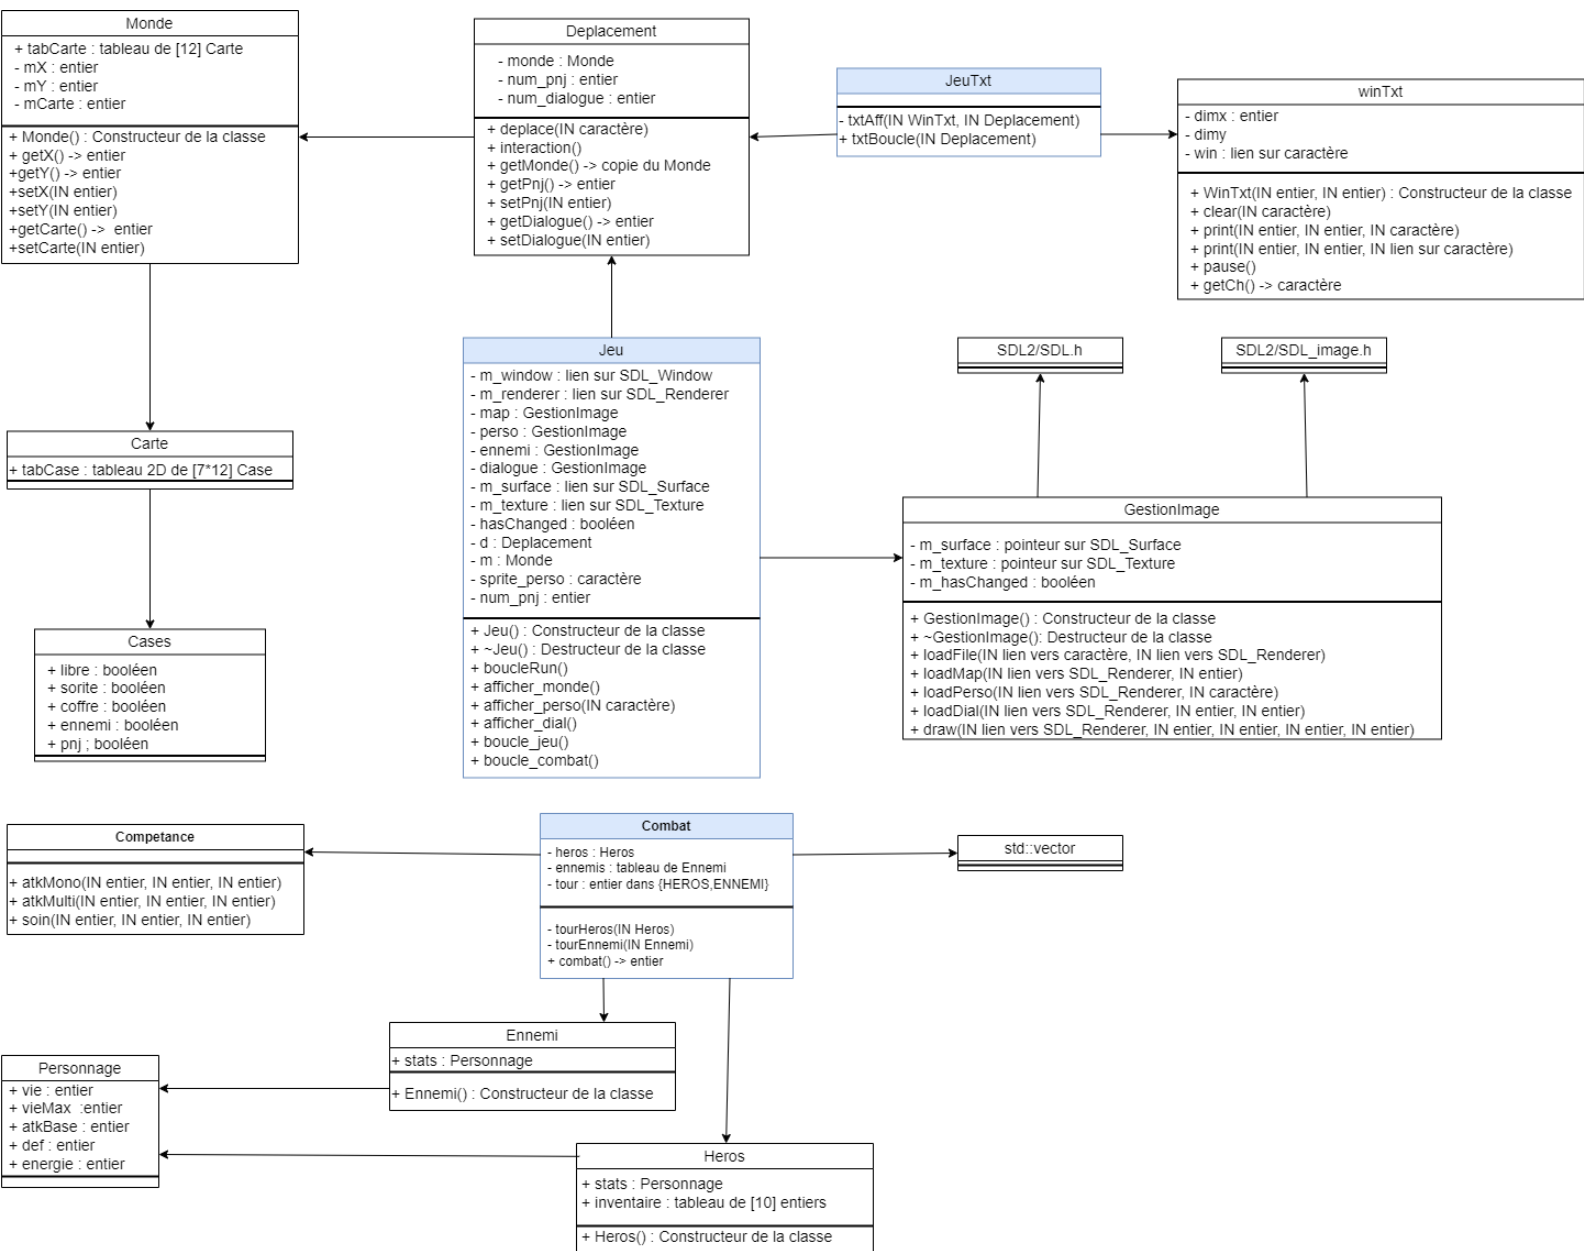 Monde
+ tabCarte : tableau de [12] Carte
- mX : entier
- mY : entier
- mCarte : entier
+ Monde() : Constructeur de la classe
+ getX() -> entier
+getY() -> entier
+setX(IN entier)
+setY(IN entier)
+getCarte() -> entier
+setCarte(IN entier)
Deplacement
- monde : Monde
- num_pnj : entier
- num_dialogue : entier
+ deplace(IN caractère)
+ interaction()
+ getMonde() -> copie du Monde
+ getPnj() -> entier
+ setPnj(IN entier)
+ getDialogue() -> entier
+ setDialogue(IN entier)
JeuTxt
- txtAff(IN WinTxt, IN Deplacement)
+ txtBoucle(IN Deplacement)
winTxt
- dimx : entier
- dimy
- win : lien sur caractère
+ WinTxt(IN entier, IN entier) : Constructeur de la classe
+ clear(IN caractère)
+ print(IN entier, IN entier, IN caractère)
+ print(IN entier, IN entier, IN lien sur caractère)
+ pause()
+ getCh() -> caractère
Carte
+ tabCase : tableau 2D de [7*12] Case
Cases
+ libre : booléen
+ sorite : booléen
+ coffre : booléen
+ ennemi : booléen
+ pnj ; booléen
Jeu
- m_window : lien sur SDL_Window
- m_renderer : lien sur SDL_Renderer
- map : GestionImage
- perso : GestionImage
- ennemi : GestionImage
- dialogue : GestionImage
- m_surface : lien sur SDL_Surface
- m_texture : lien sur SDL_Texture
- hasChanged : booléen
- d : Deplacement
- m : Monde
- sprite_perso : caractère
- num_pnj : entier
+ Jeu() : Constructeur de la classe
+ ~Jeu() : Destructeur de la classe
+ boucleRun()
+ afficher_monde()
+ afficher_perso(IN caractère)
+ afficher_dial()
+ boucle_jeu()
+ boucle_combat()
SDL2/SDL.h
SDL2/SDL_image.h
GestionImage
- m_surface : pointeur sur SDL_Surface
- m_texture : pointeur sur SDL_Texture
- m_hasChanged : booléen
+ GestionImage() : Constructeur de la classe
+ ~GestionImage(): Destructeur de la classe
+ loadFile(IN lien vers caractère, IN lien vers SDL_Renderer)
+ loadMap(IN lien vers SDL_Renderer, IN entier)
+ loadPerso(IN lien vers SDL_Renderer, IN caractère)
+ loadDial(IN lien vers SDL_Renderer, IN entier, IN entier)
+ draw(IN lien vers SDL_Renderer, IN entier, IN entier, IN entier, IN entier)
Competance
+ atkMono(IN entier, IN entier, IN entier)
+ atkMulti(IN entier, IN entier, IN entier)
+ soin(IN entier, IN entier, IN entier)
Combat
- heros : Heros
- ennemis : tableau de Ennemi
- tour : entier dans {HEROS,ENNEMI}
- tourHeros(IN Heros)
- tourEnnemi(IN Ennemi)
+ combat() -> entier
std::vector
Ennemi
+ stats : Personnage
+ Ennemi() : Constructeur de la classe
Personnage
+ vie : entier
+ vieMax :entier
+ atkBase : entier
+ def : entier
+ energie : entier
Heros
+ stats : Personnage
+ inventaire : tableau de [10] entiers
+ Heros() : Constructeur de la classe